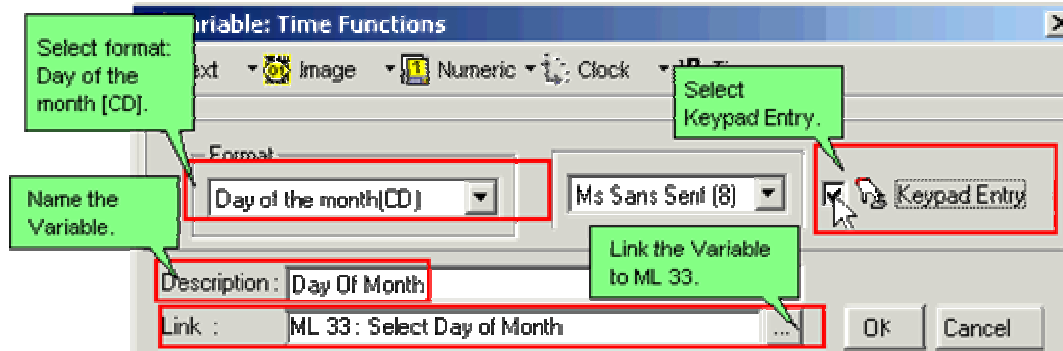 Variable: Time Functions
Select format:
Day of the
month [CD].
Image
Numeric
Clock
Select
Keypad Entry.
Format
Day of the month(CD)
Ms Sans Serif (8)
Keypad Entry
Name the
Variable.
Link the Variable
to ML 33.
Description :
Day Of Month
Link :
ML 33 : Select Day of Month
...
OK
Cancel